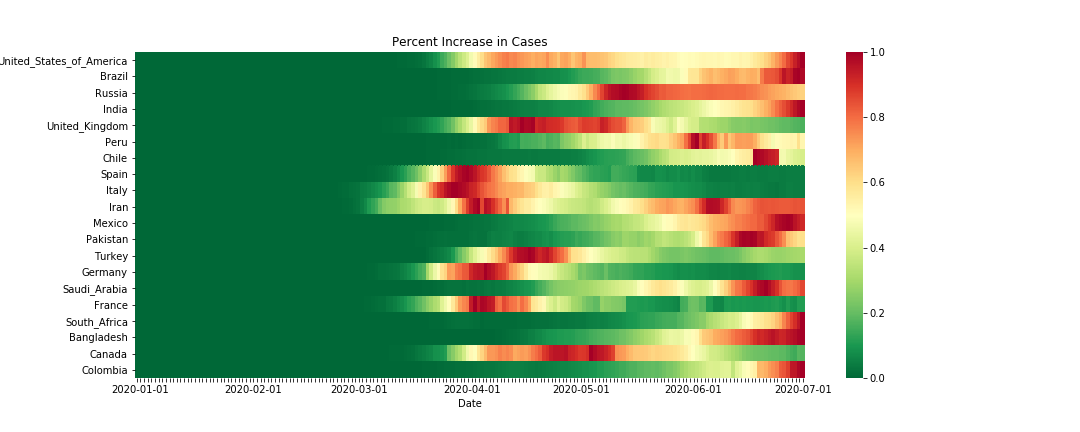 Percent Increase in Cases
United_States_of_America
Brazil
Russia
India
United_Kingdom
Peru
Chile
Spain
Italy
Iran
Mexico
Pakistan
Turkey
Germany
Saudi_Arabia
France
South_Africa
Bangladesh
Canada
Colombia
2020-01-01 2020-02-01 2020-03-01 2020-04-01 2020-05-01 2020-06-01 2020-07-01
Date
1.0
0.8
0.6
0.4
0.2
0.0